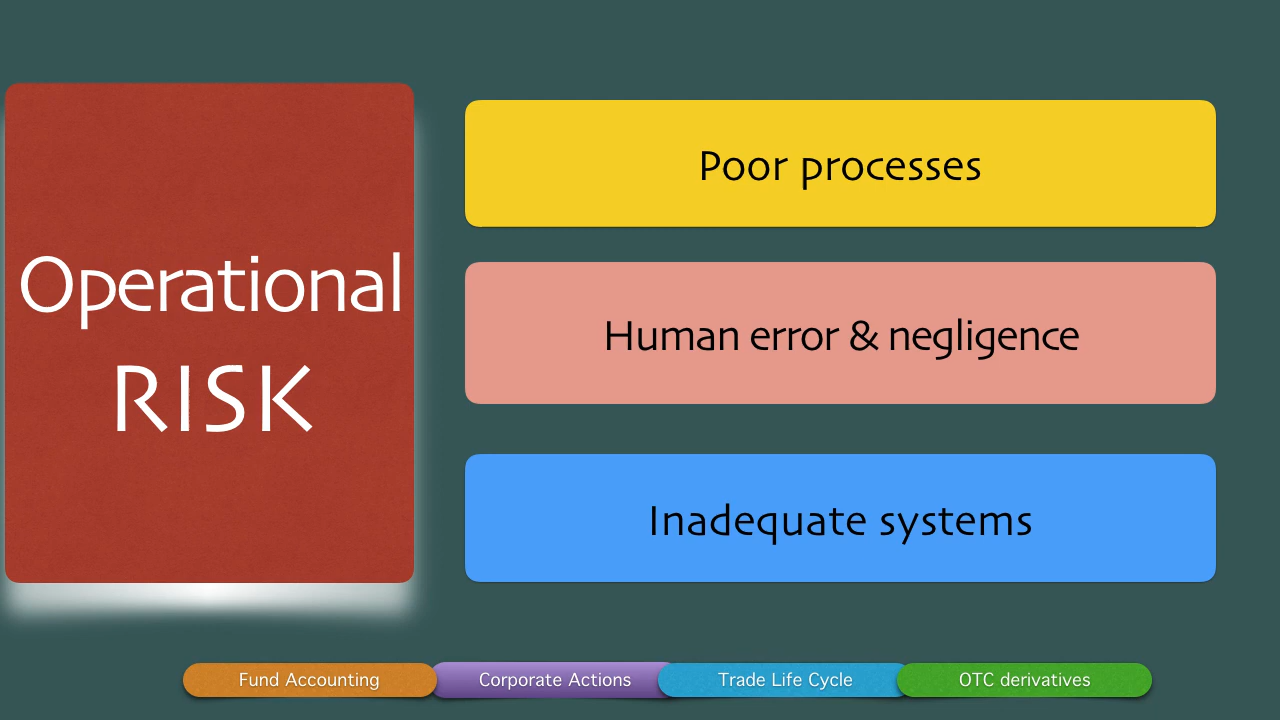 Operational
RISK
Poor processes
Human error & negligence
Inadequate systems
Fund Accounting
Corporate Actions
Trade Life Cycle
OTC derivatives